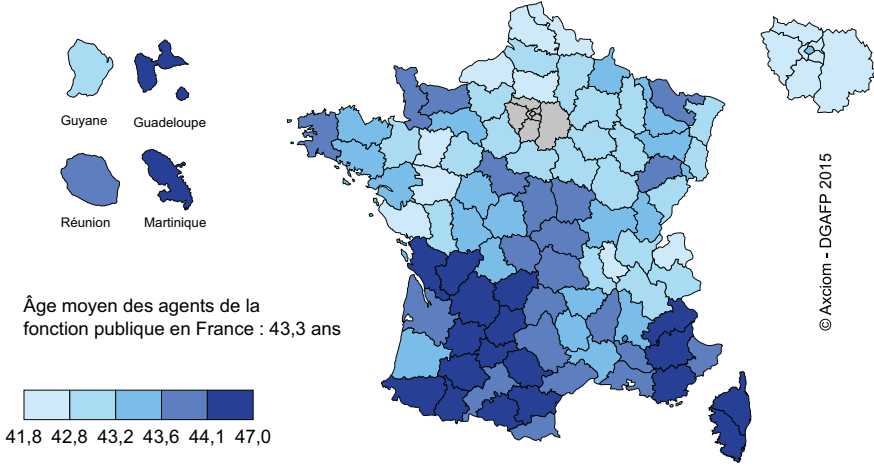 Guyane
Guadeloupe
Réunion
Martinique
© Axciom - DGAFP 2015
Âge moyen des agents de la
fonction publique en France : 43,3 ans
41,8 42,8 43,2 43,6 44,1 47,0